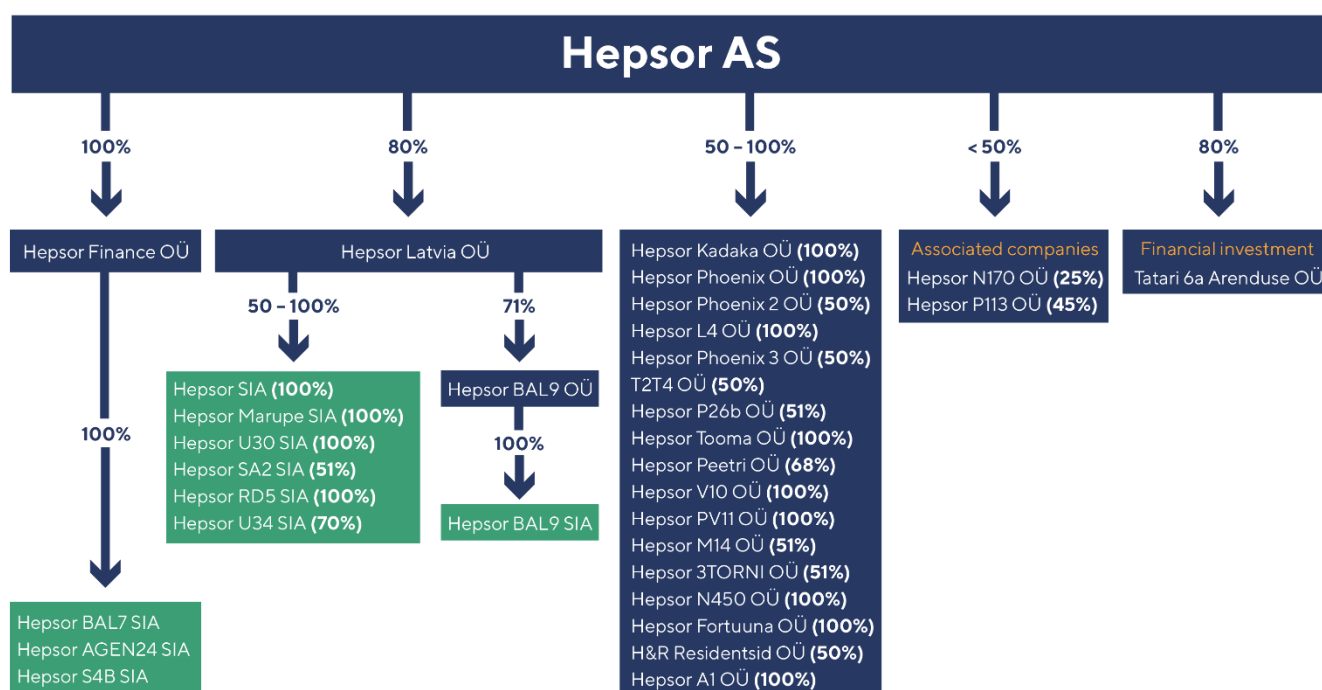 Hepsor AS
100%
80%
50 – 100%
< 50%
80%
Hepsor Finance OÜ
100%
Hepsor BAL7 SIA
Hepsor AGEN24 SIA
Hepsor S4B SIA
Hepsor Latvia OÜ
50 – 100%
Hepsor SIA (100%)
Hepsor Marupe SIA (100%)
Hepsor U30 SIA (100%)
Hepsor SA2 SIA (51%)
Hepsor RD5 SIA (100%)
Hepsor U34 SIA (70%)
71%
Hepsor BAL9 OÜ
100%
Hepsor BAL9 SIA
Hepsor Kadaka OÜ (100%)
Hepsor Phoenix OÜ (100%)
Hepsor Phoenix 2 OÜ (50%)
Hepsor L4 OÜ (100%)
Hepsor Phoenix 3 OÜ (50%)
T2T4 OÜ (50%)
Hepsor P26b OÜ (51%)
Hepsor Tooma OÜ (100%)
Hepsor Peetri OÜ (68%)
Hepsor V10 OÜ (100%)
Hepsor PV11 OÜ (100%)
Hepsor M14 OÜ (51%)
Hepsor 3TORNI OÜ (51%)
Hepsor N450 OÜ (100%)
Hepsor Fortuuna OÜ (100%)
H&R Residentsid OÜ (50%)
Hepsor A1 OÜ (100%)
Associated companies
Hepsor N170 OÜ (25%)
Hepsor P113 OÜ (45%)
Financial investment
Tatari 6a Arenduse OÜ